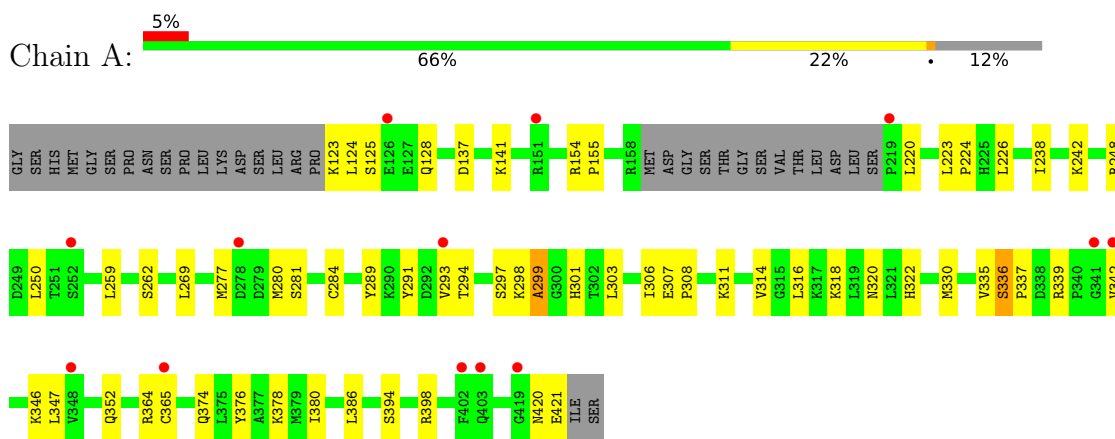 5%
Chain A:
66% 22% • 12%
GLY SER HIS MET GLY SER PRO ASN SER PRO LEU LYS ASP SER LEU ARG PRO K123 L124 S125 E126 E127 Q128 D137 K141 R151 R154 P155 R158 MET ASP GLY SER THR GLY SER VAL THR LEU ASP LEU SER P219 L220 L223 P224 H225 L226 I238 K242
D249 L250 T251 S252 L259 S262 L269 M277 D278 D279 M280 S281 C284 Y289 K290 Y291 D292 V293 T294 S297 K298 A299 G300 H301 T302 L303 I306 E307 P308 K311 V314 G315 L316 K317 K318 L319 N320 L321 H322 M330 V335 S336 P337 D338 R339 P340 G341
K346 L347 V348 Q352 R364 C365 Q374 L375 Y376 A377 K378 M379 I380 L386 S394 R398 F402 Q403 G419 N420 E421 ILE SER